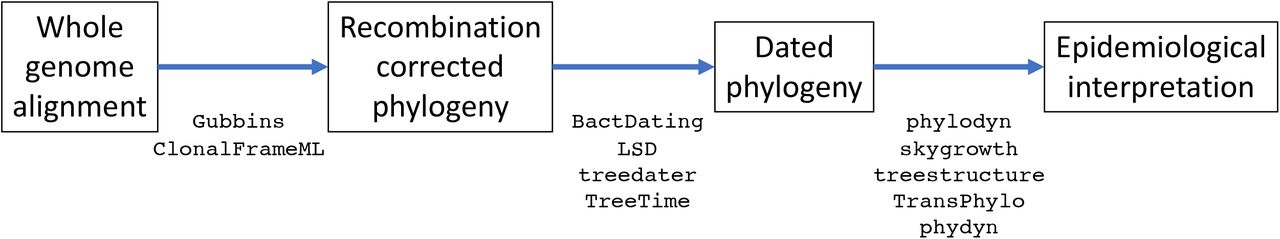 Whole
genome
alignment
Gubbins
ClonalFrameML
Recombination
corrected
phylogeny
BactDating
LSD
treedater
TreeTime
Dated
phylogeny
phylodyn
skygrowth
treestructure
TransPhylo
phydyn
Epidemiological
interpretation